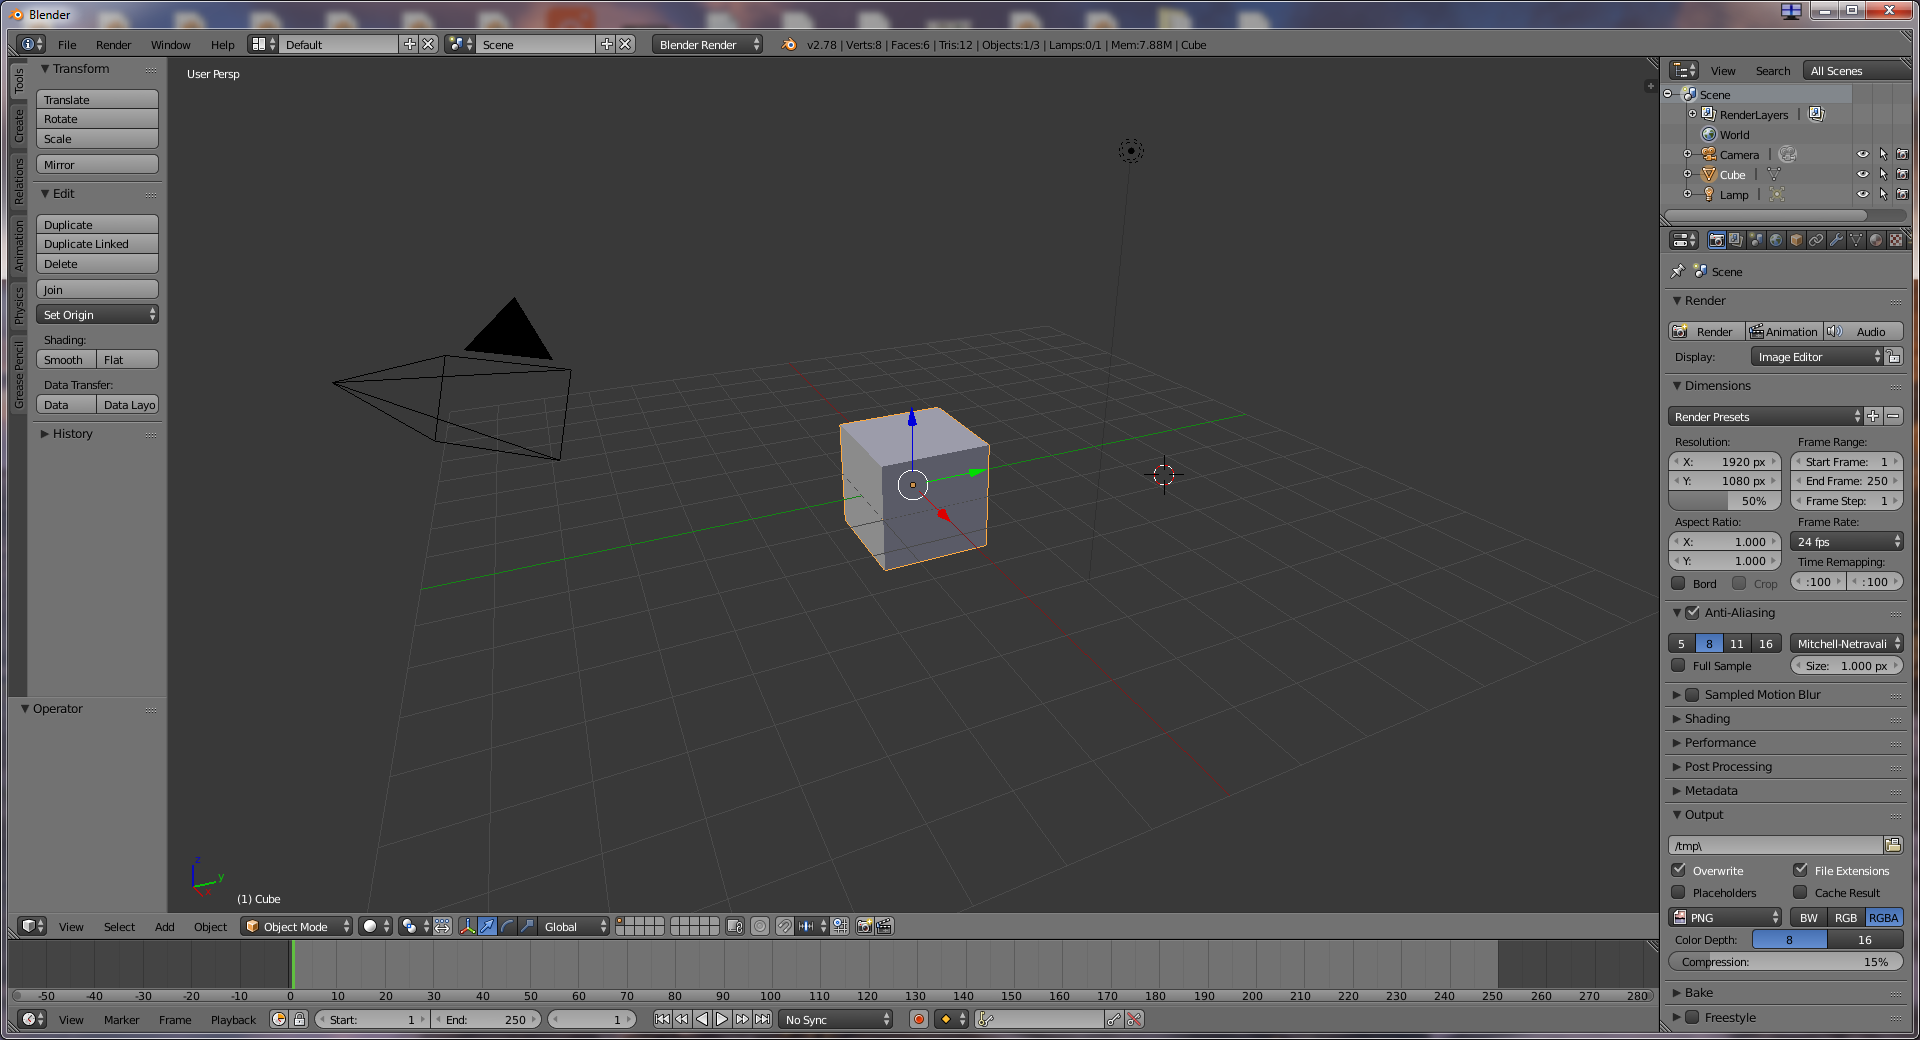 Blender
File Render Window Help Default Scene Blender Render v2.78 | Verts:8 | Faces:6 | Tris:12 | Objects:1/3 | Lamps:0/1 | Mem:7.88M | Cube
Tools
Create
Relations
Animation
Physics
Grease Pencil
Transform
Translate
Rotate
Scale
Mirror
Edit
Duplicate
Duplicate Linked
Delete
Join
Set Origin
Shading:
Smooth Flat
Data Transfer:
Data Data Layo
History
Operator
User Persp
z
y
(1) Cube
View Select Add Object Object Mode Global
-50 -40 -30 -20 -10 0 10 20 30 40 50 60 70 80 90 100 110 120 130 140 150 160 170 180 190 200 210 220 230 240 250 260 270 280
View Marker Frame Playback Start: 1 End: 250 1 No Sync
View Search All Scenes
Scene
RenderLayers |
World
Camera |
Cube |
Lamp |
Scene
Render
Render Animation Audio
Display: Image Editor
Dimensions
Render Presets
Resolution: Frame Range:
X: 1920 px Start Frame: 1
Y: 1080 px End Frame: 250
50% Frame Step: 1
Aspect Ratio: Frame Rate:
X: 1.000 24 fps
Y: 1.000 Time Remapping:
Bord Crop :100 :100
Anti-Aliasing
5 8 11 16 Mitchell-Netravali
Full Sample Size: 1.000 px
Sampled Motion Blur
Shading
Performance
Post Processing
Metadata
Output
/tmp\
Overwrite File Extensions
Placeholders Cache Result
PNG BW RGB RGBA
Color Depth: 8 16
Compression: 15%
Bake
Freestyle